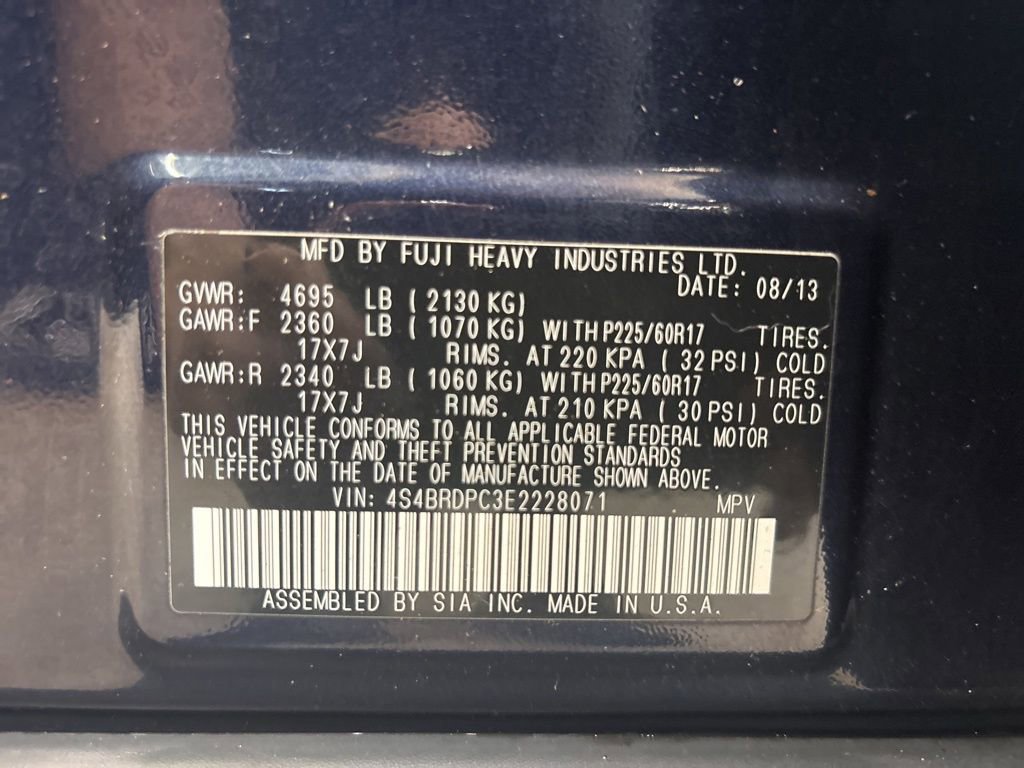 MFD BY FUJI HEAVY INDUSTRIES LTD.
DATE: 08/13
GVWR: 4695 LB (2130 KG)
GAWR:F 2360 LB (1070 KG) WITH P225/60R17 TIRES.
17X7J RIMS. AT 220 KPA (32 PSI) COLD
GAWR:R 2340 LB (1060 KG) WITH P225/60R17 TIRES.
17X7J RIMS. AT 210 KPA (30 PSI) COLD
THIS VEHICLE CONFORMS TO ALL APPLICABLE FEDERAL MOTOR
VEHICLE SAFETY AND THEFT PREVENTION STANDARDS
IN EFFECT ON THE DATE OF MANUFACTURE SHOWN ABOVE.
VIN: 4S4BRDPC3E2228071 MPV
ASSEMBLED BY SIA INC. MADE IN U.S.A.